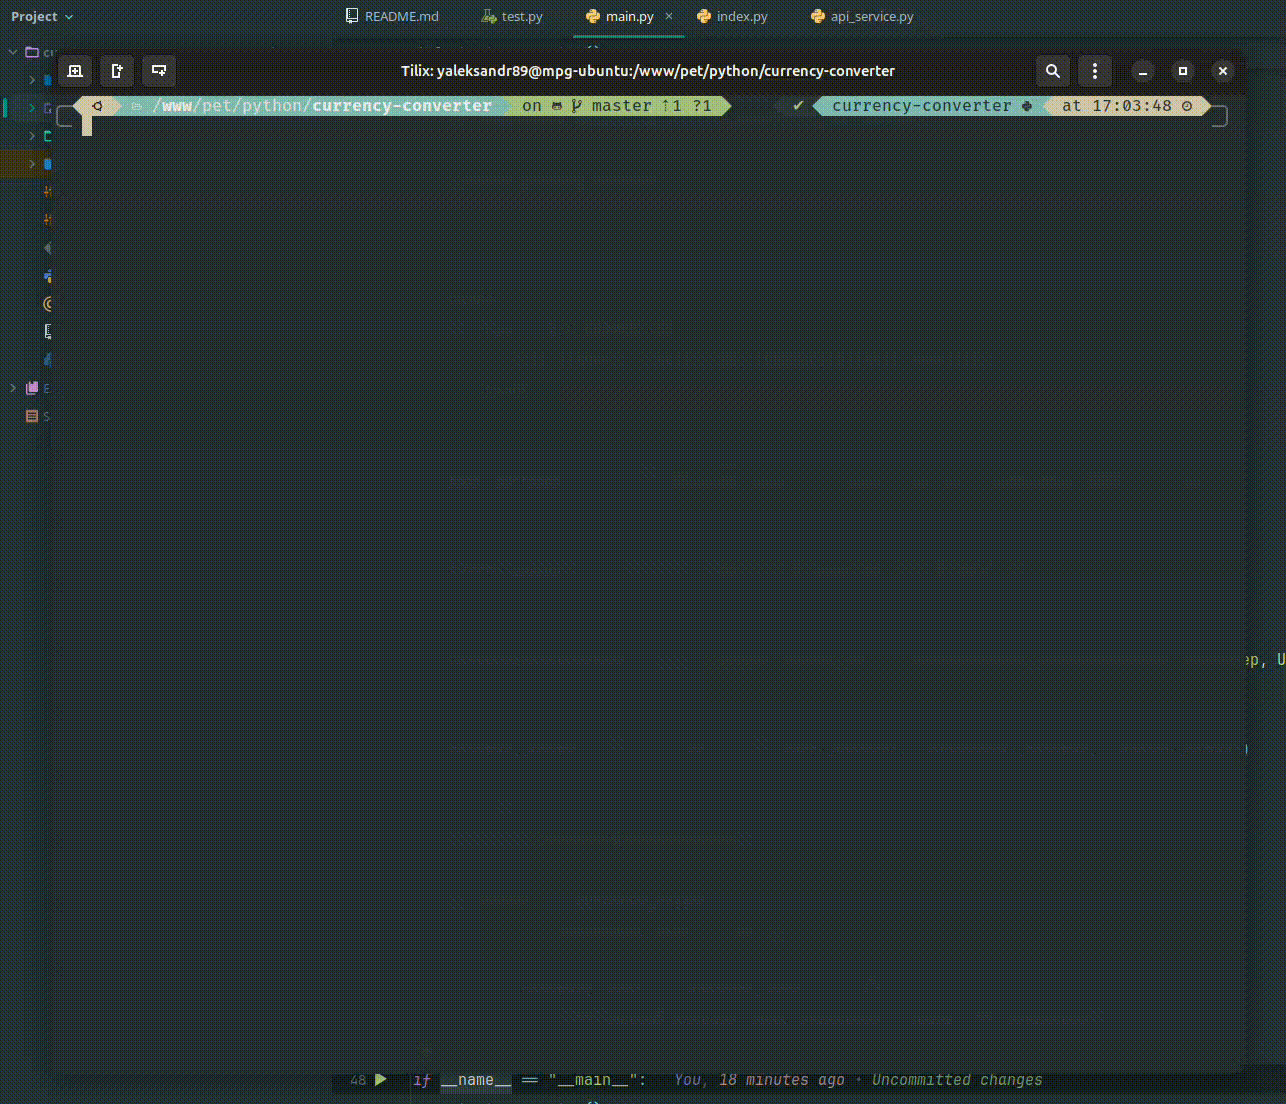 Project README.md test.py main.py index.py api_service.py
Tilix: yaleksandr89@mpg-ubuntu:/www/pet/python/currency-converter
/www/pet/python/currency-converter on master ↑1 ?1 ✔ currency-converter at 17:03:48
ep, U
48 if __name__ == "__main__": You, 18 minutes ago · Uncommitted changes